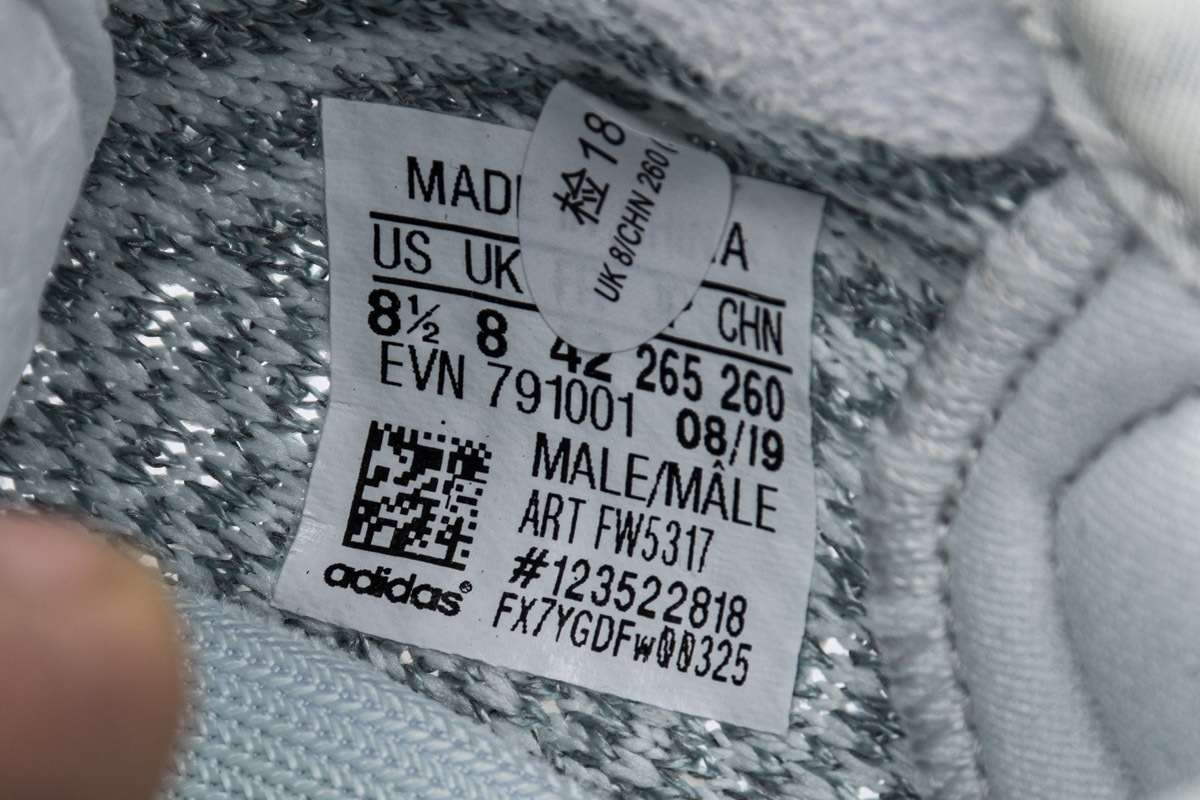 MAD
A
检18
UK 8/CHN 260
US UK CHN
8½ 8 42 265 260
EVN 791001 08/19
MALE/MÂLE
ART FW5317
#123522818
FX7YGDFw00325
adidas®